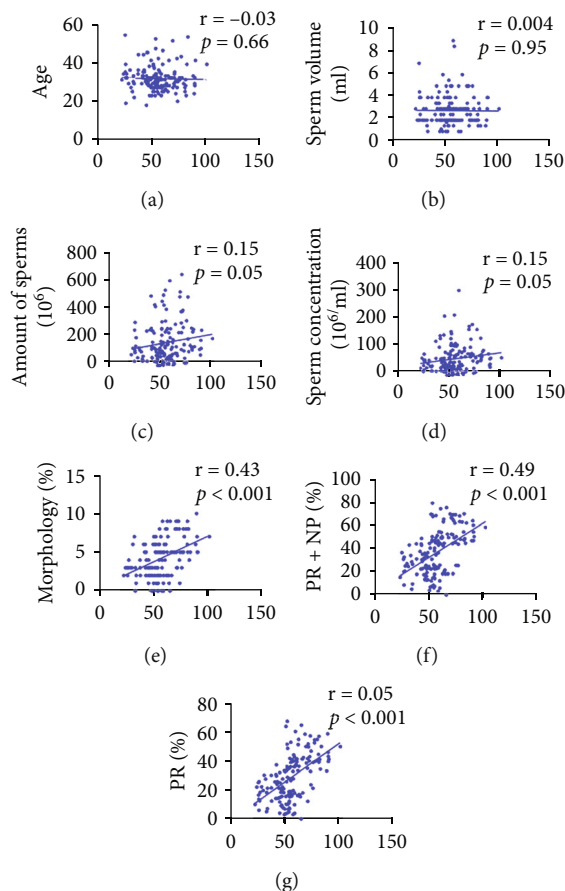 r = –0.03
p = 0.66
Age
60
40
20
0
0 50 100 150
(a)
r = 0.004
p = 0.95
Sperm volume
(ml)
10
8
6
4
2
0
0 50 100 150
(b)
r = 0.15
p = 0.05
Amount of sperms
(10⁶)
800
600
400
200
0
0 50 100 150
(c)
r = 0.15
p = 0.05
Sperm concentration
(10⁶/ml)
400
300
200
100
0
0 50 100 150
(d)
r = 0.43
p < 0.001
Morphology (%)
15
10
5
0
0 50 100 150
(e)
r = 0.49
p < 0.001
PR + NP (%)
100
80
60
40
20
0
0 50 100 150
(f)
r = 0.05
p < 0.001
PR (%)
80
60
40
20
0
0 50 100 150
(g)